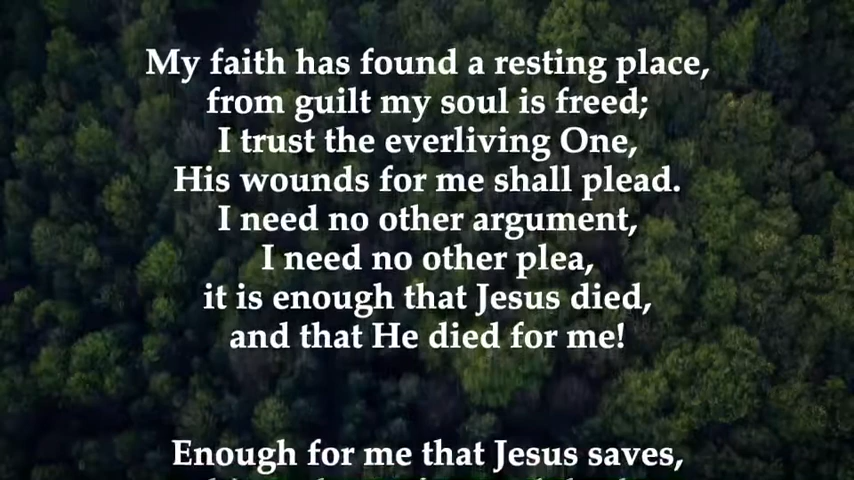 My faith has found a resting place,
from guilt my soul is freed;
I trust the everliving One,
His wounds for me shall plead.
I need no other argument,
I need no other plea,
it is enough that Jesus died,
and that He died for me!
Enough for me that Jesus saves,